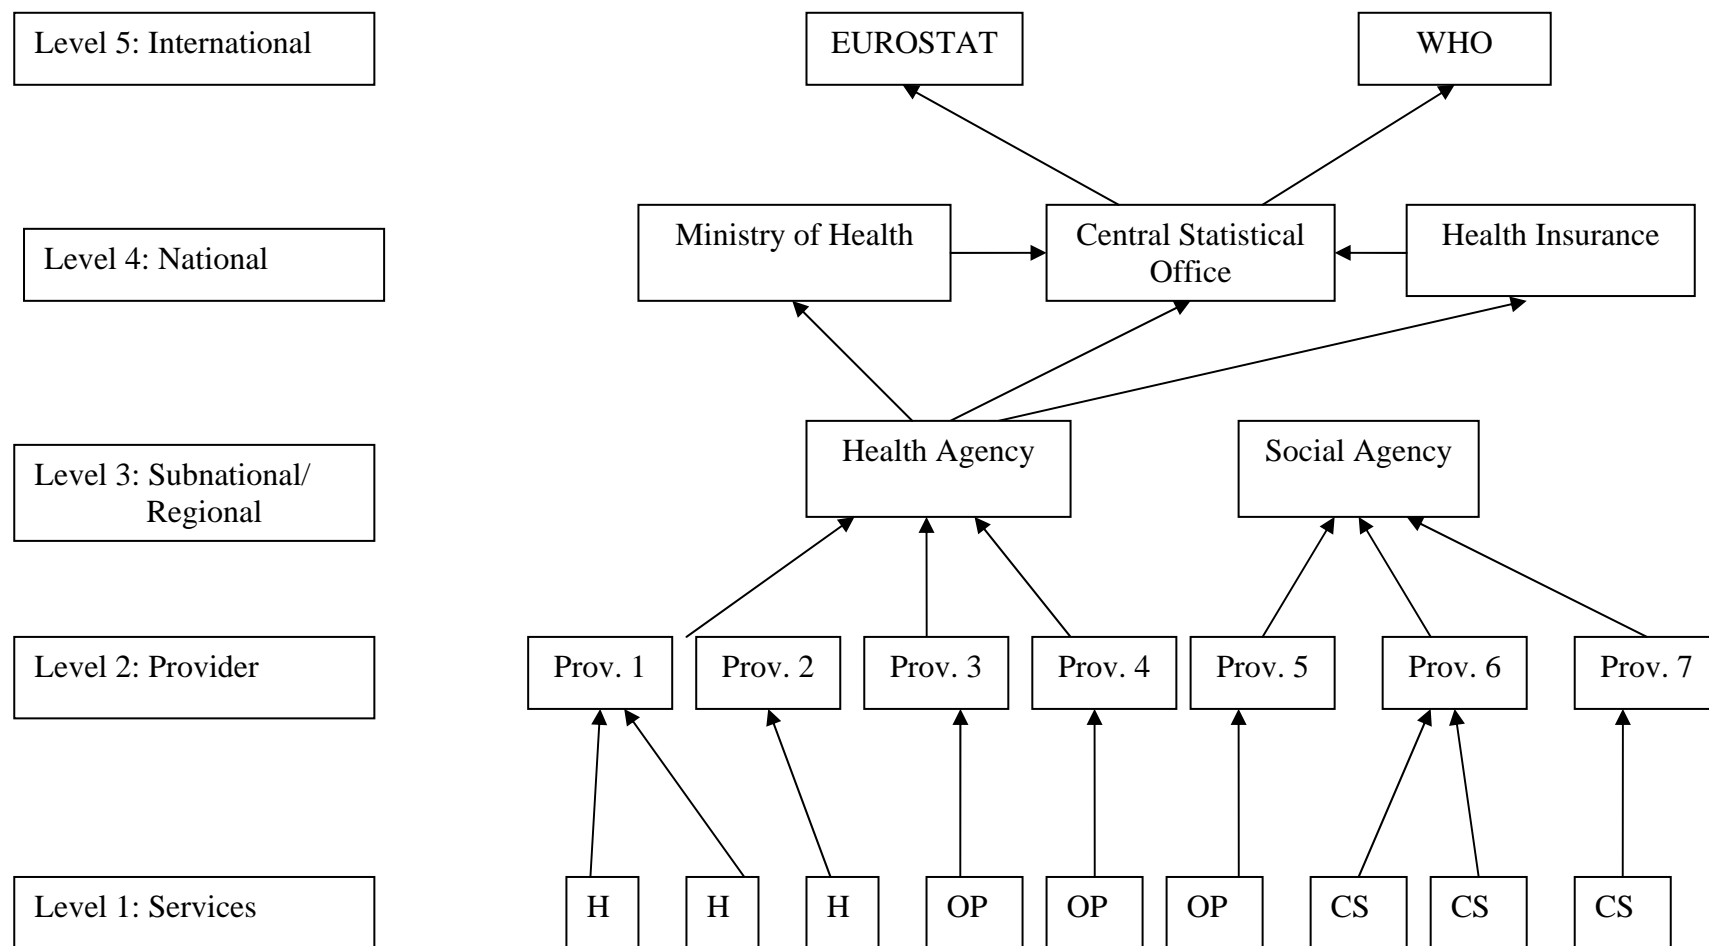 Level 5: International
EUROSTAT
WHO
Level 4: National
Ministry of Health
Central Statistical
Office
Health Insurance
Level 3: Subnational/
Regional
Health Agency
Social Agency
Level 2: Provider
Prov. 1
Prov. 2
Prov. 3
Prov. 4
Prov. 5
Prov. 6
Prov. 7
Level 1: Services
H
H
H
OP
OP
OP
CS
CS
CS